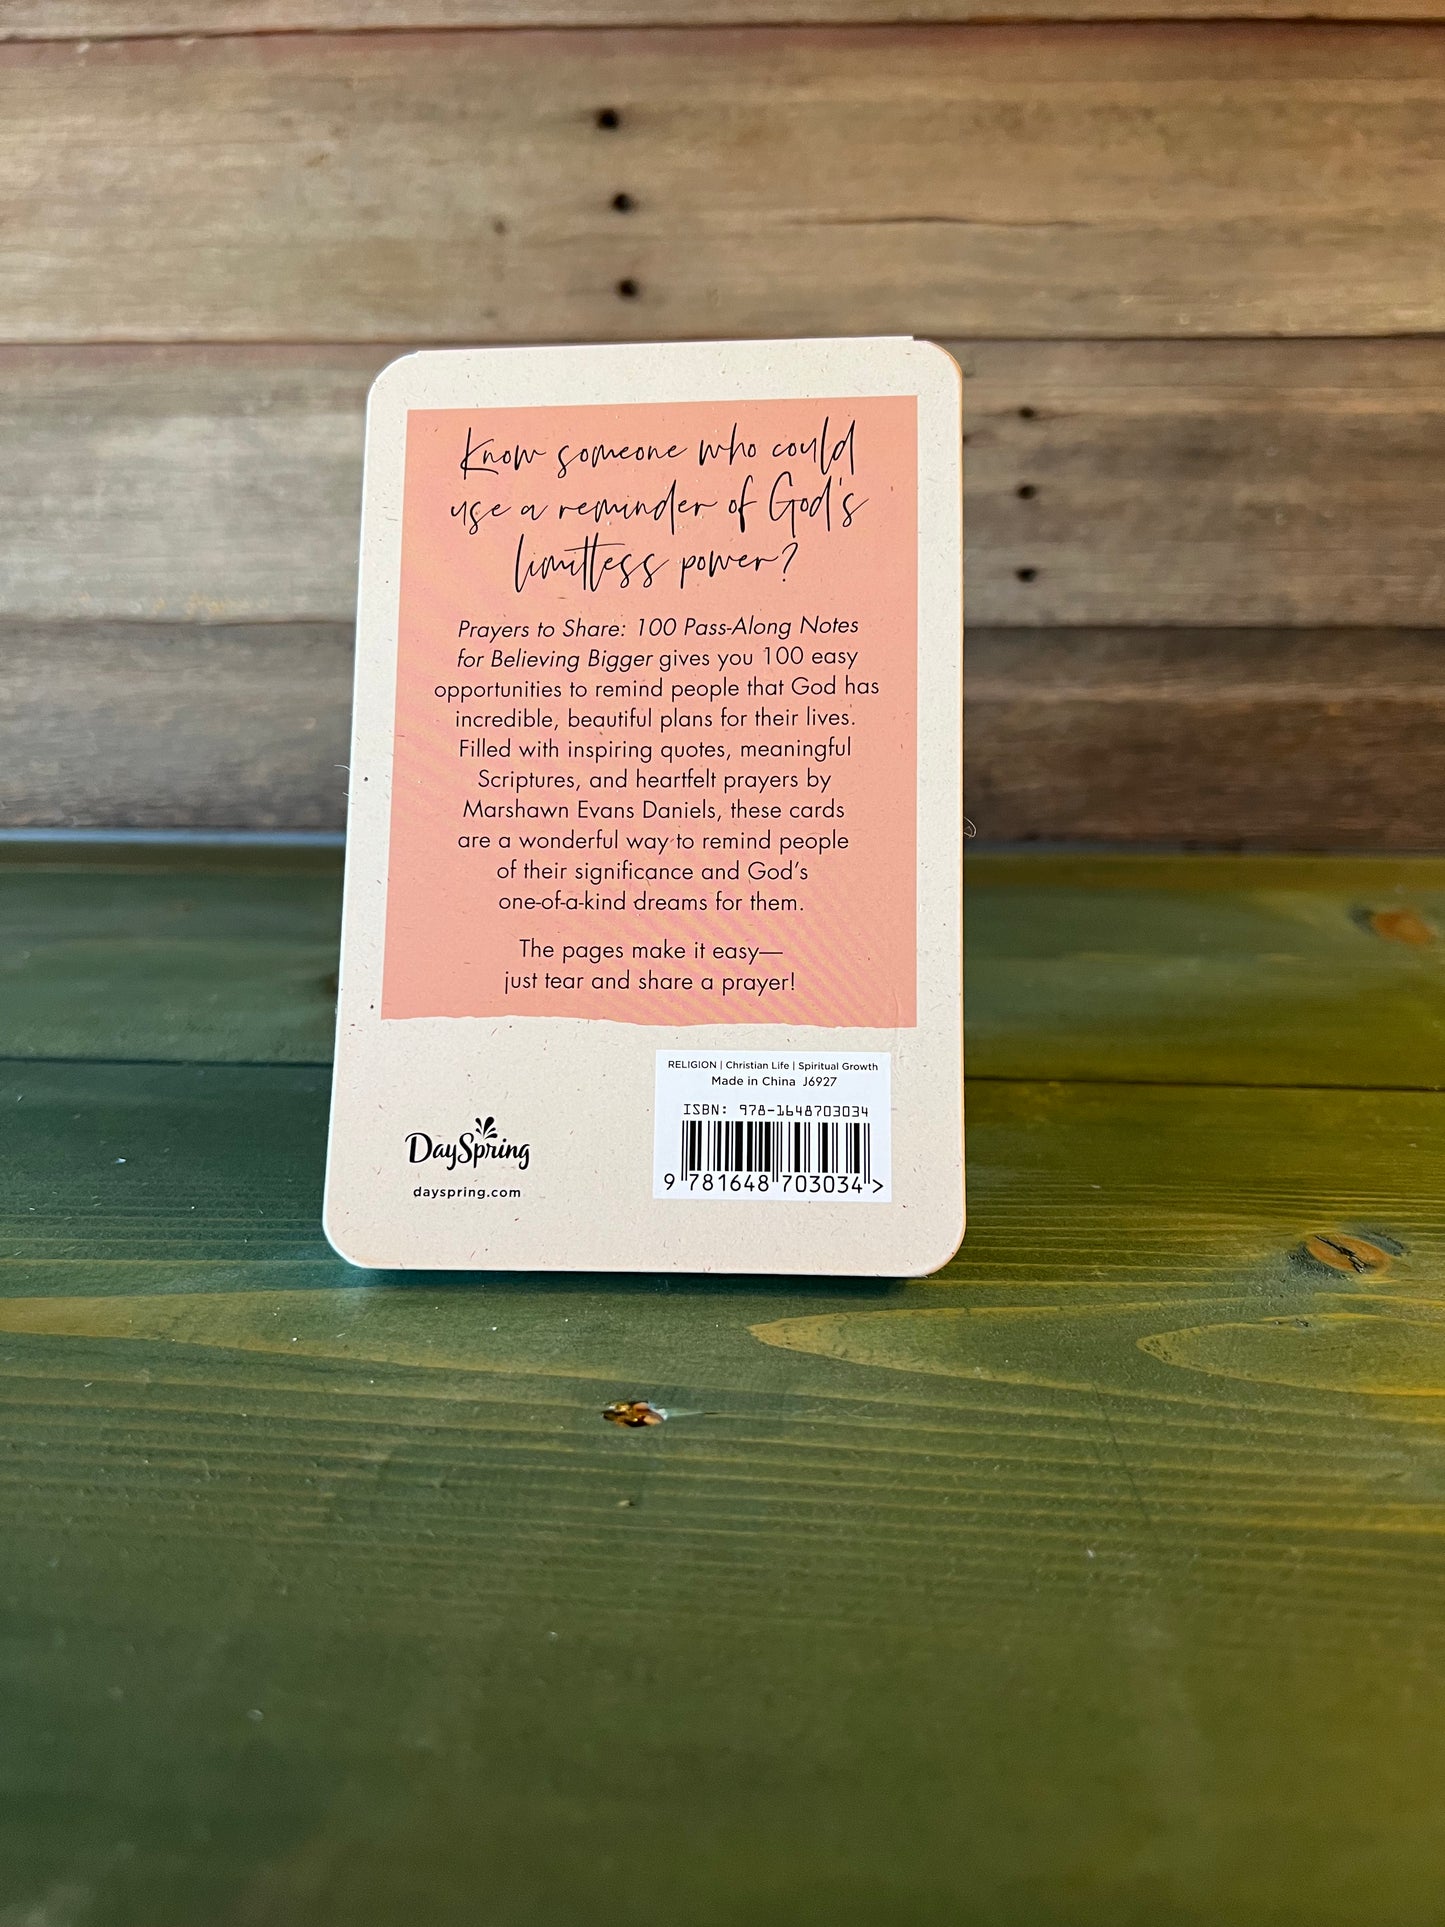 Know someone who could
use a reminder of God's
limitless power?
Prayers to Share: 100 Pass-Along Notes
for Believing Bigger gives you 100 easy
opportunities to remind people that God has
incredible, beautiful plans for their lives.
Filled with inspiring quotes, meaningful
Scriptures, and heartfelt prayers by
Marshawn Evans Daniels, these cards
are a wonderful way to remind people
of their significance and God's
one-of-a-kind dreams for them.
The pages make it easy—
just tear and share a prayer!
RELIGION | Christian Life | Spiritual Growth
Made in China J6927
ISBN: 978-1648703034
9 781648 703034 >
DaySpring
dayspring.com